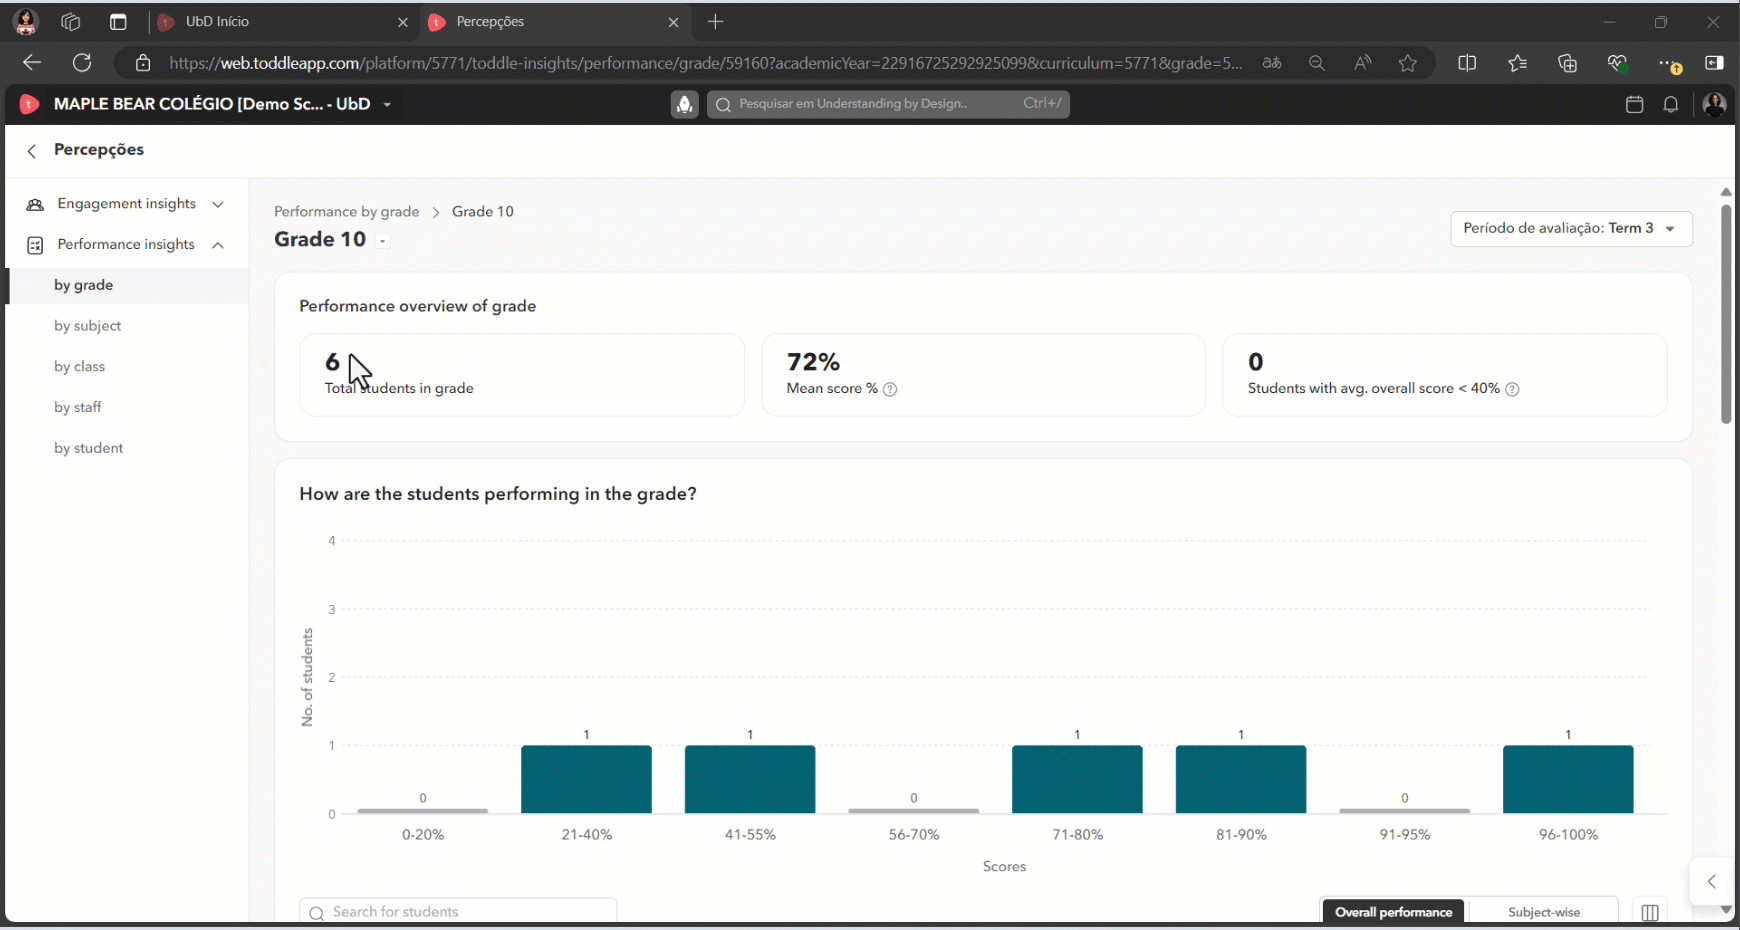 UbD Início
Percepções
https://web.toddleapp.com/platform/5771/toddle-insights/performance/grade/59160?academicYear=22916725292925099&curriculum=5771&grade=5...
MAPLE BEAR COLÉGIO [Demo Sc... - UbD
Pesquisar em Understanding by Design..
Ctrl+/
Percepções
Engagement insights
Performance insights
by grade
by subject
by class
by staff
by student
Performance by grade > Grade 10
Grade 10
Período de avaliação: Term 3
Performance overview of grade
6
Total students in grade
72%
Mean score %
0
Students with avg. overall score < 40%
How are the students performing in the grade?
No. of students
4
3
2
1
0
0
1
1
0
1
1
0
1
0-20%
21-40%
41-55%
56-70%
71-80%
81-90%
91-95%
96-100%
Scores
Search for students
Overall performance
Subject-wise